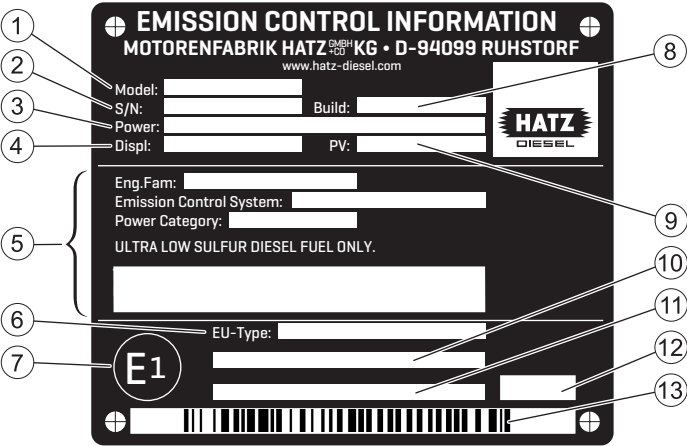 EMISSION CONTROL INFORMATION
MOTORENFABRIK HATZ GMBH +CO KG • D-94099 RUHSTORF
www.hatz-diesel.com
1
Model:
2
S/N:
Build:
8
3
Power:
4
Displ:
PV:
9
HATZ
DIESEL
5
Eng.Fam:
Emission Control System:
Power Category:
ULTRA LOW SULFUR DIESEL FUEL ONLY.
6
EU-Type:
10
7
E1
11
12
13